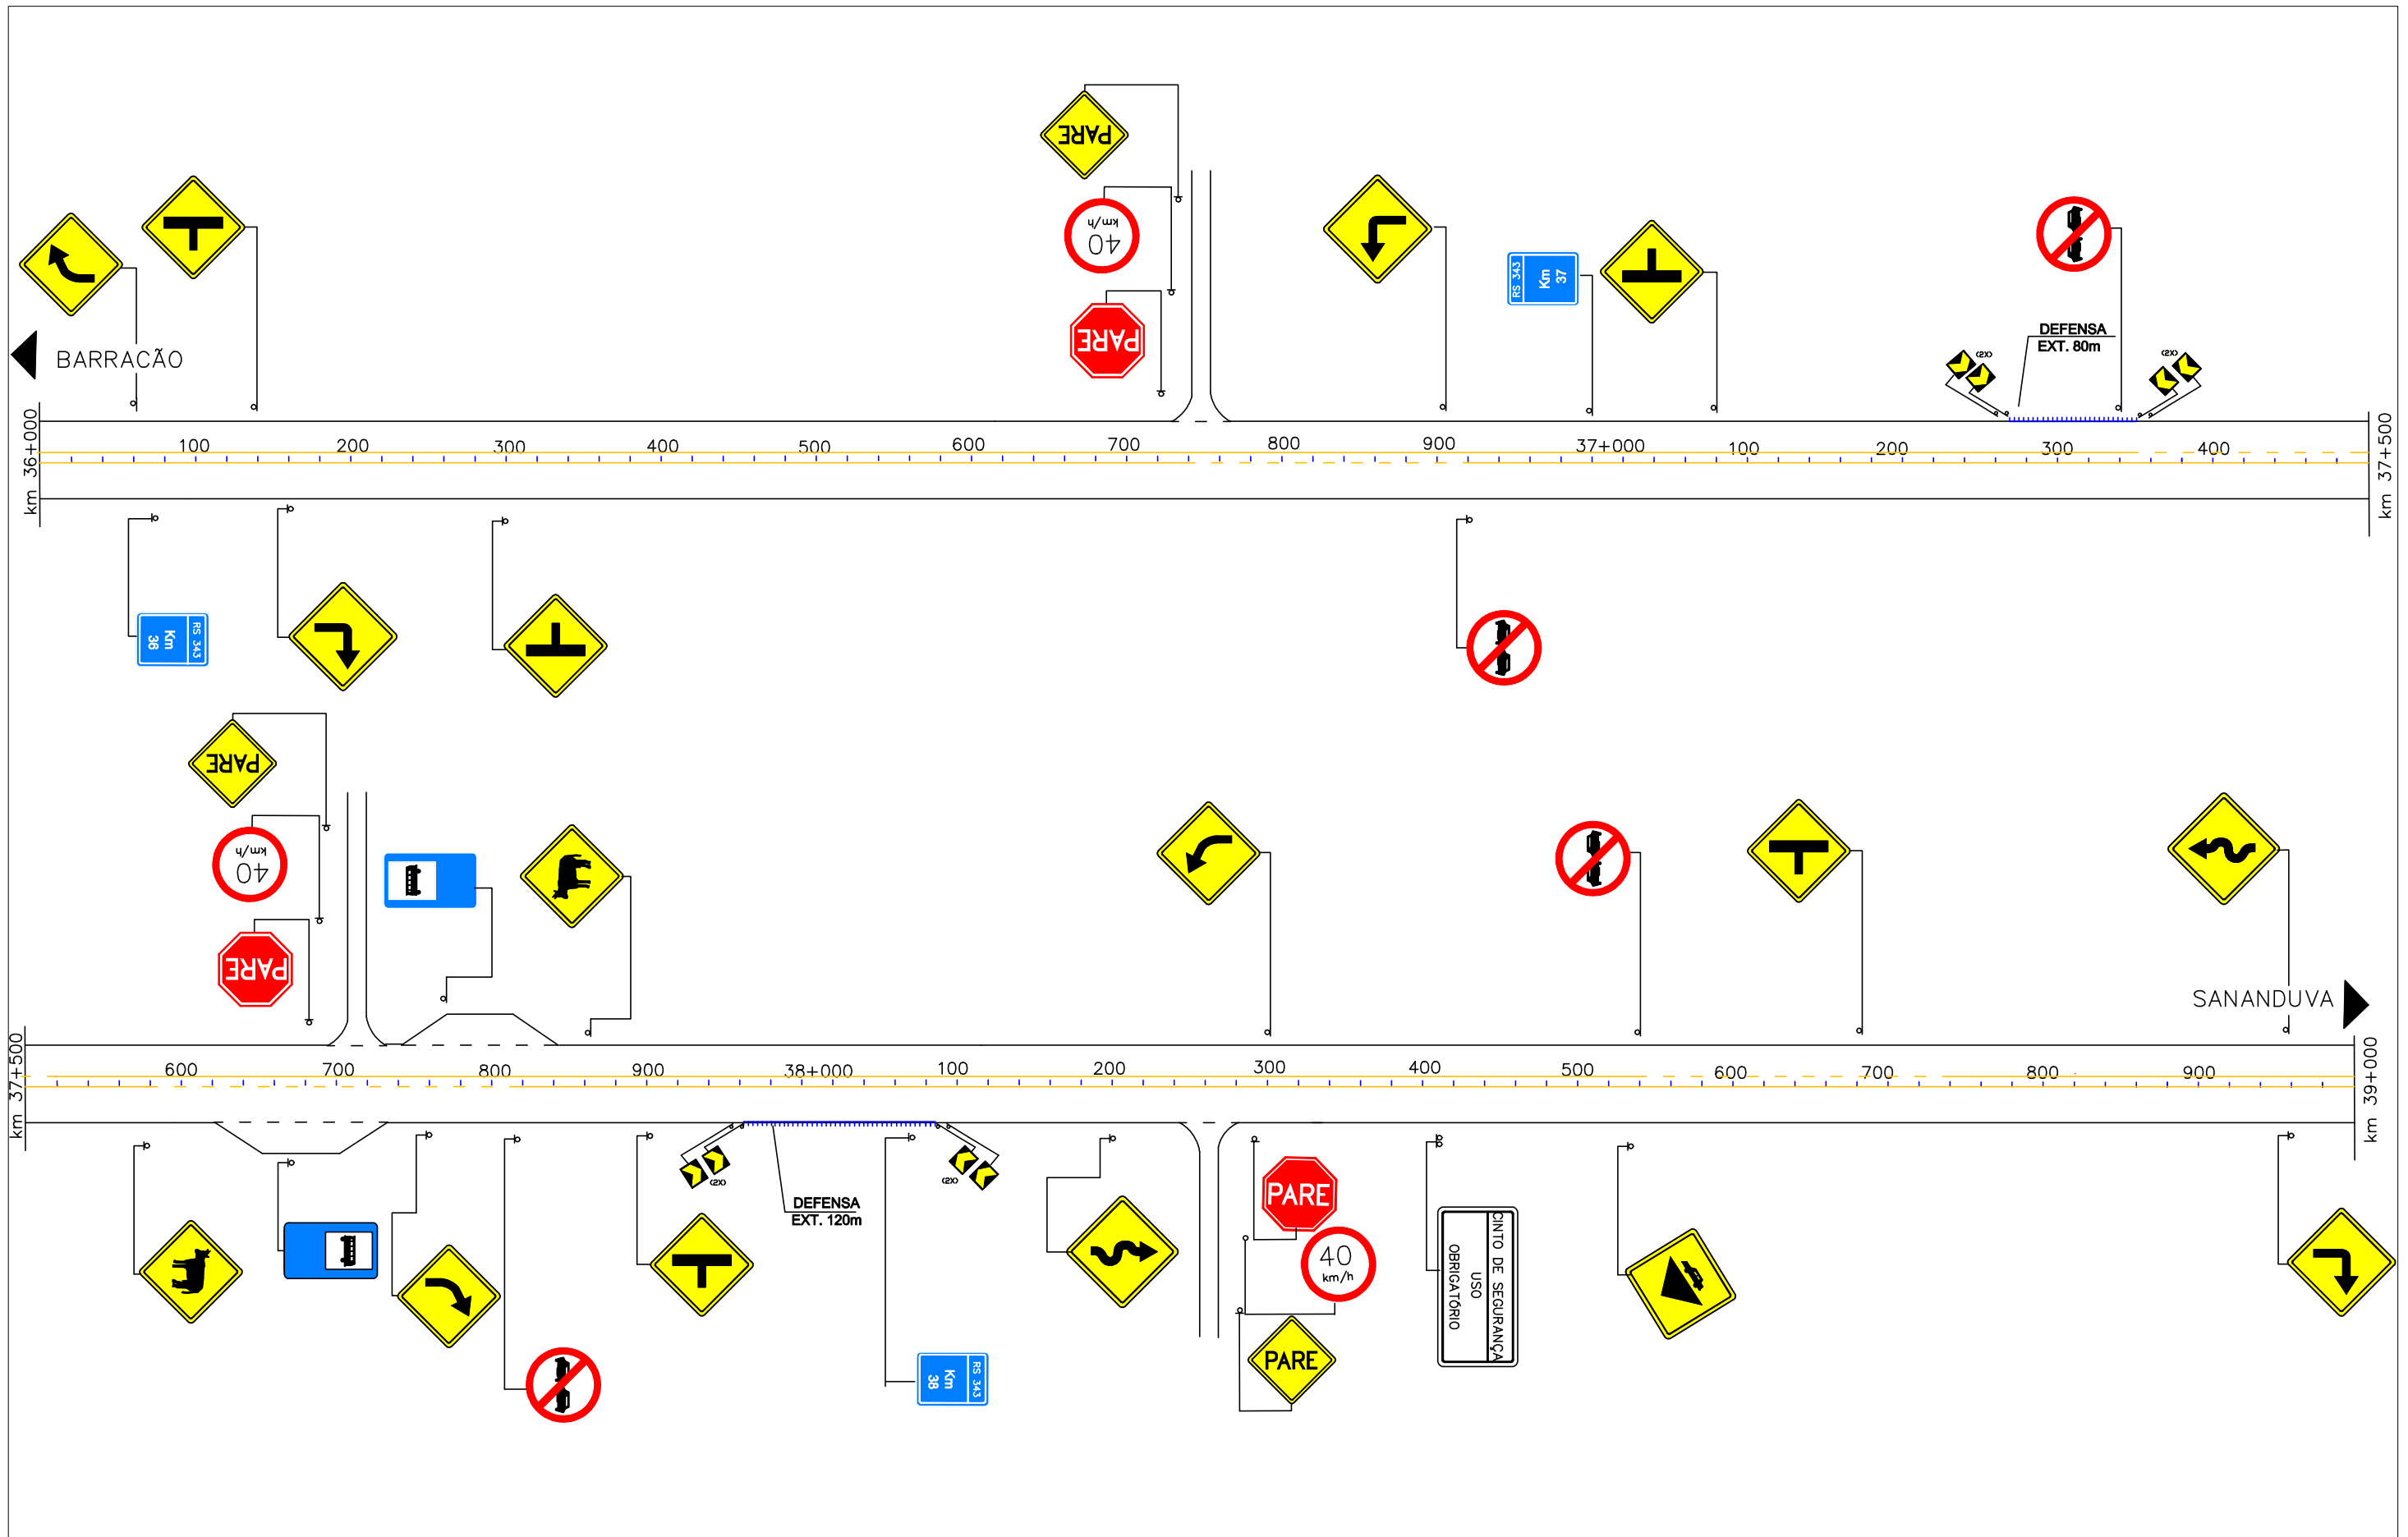 PARE
40
km/h
PARE
RS 343
Km
37
DEFENSA
EXT. 80m
(2X)
(2X)
BARRACÃO
km 36+000
100
200
300
400
500
600
700
800
900
37+000
100
200
300
400
km 37+500
RS 343
Km
36
PARE
40
km/h
PARE
SANANDUVA
km 37+500
600
700
800
900
38+000
100
200
300
400
500
600
700
800
900
km 39+000
(2X)
DEFENSA
EXT. 120m
(2X)
RS 343
Km
38
PARE
40
km/h
PARE
CINTO DE SEGURANÇA
USO
OBRIGATÓRIO